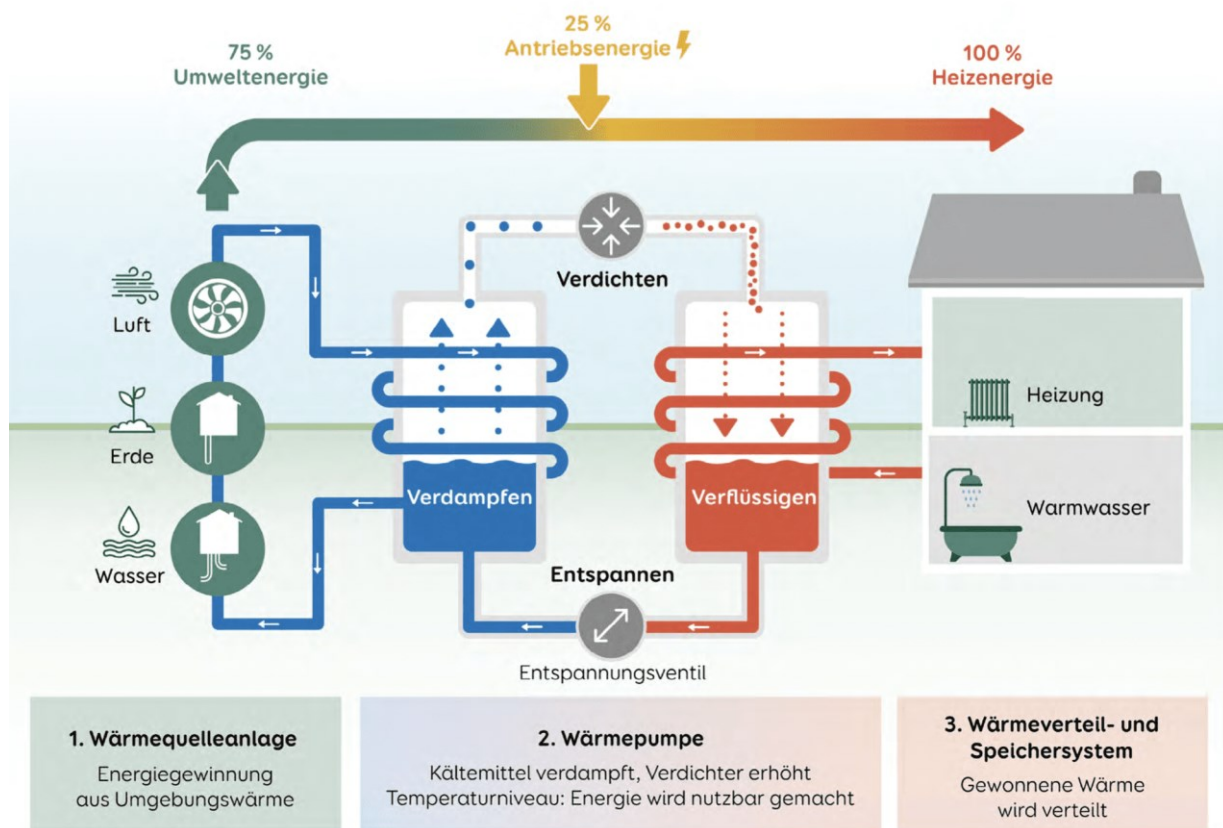 25 %
Antriebsenergie
75 %
Umweltenergie
100 %
Heizenergie
Verdichten
Luft
Erde
Wasser
Verdampfen
Verflüssigen
Heizung
Warmwasser
Entspannen
Entspannungsventil
1. Wärmequelleanlage
Energiegewinnung
aus Umgebungswärme
2. Wärmepumpe
Kältemittel verdampft, Verdichter erhöht
Temperaturniveau: Energie wird nutzbar gemacht
3. Wärmeverteil- und
Speichersystem
Gewonnene Wärme
wird verteilt